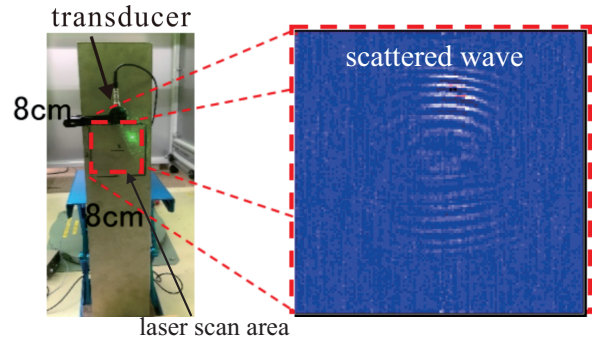 transducer
scattered wave
8cm
8cm
laser scan area